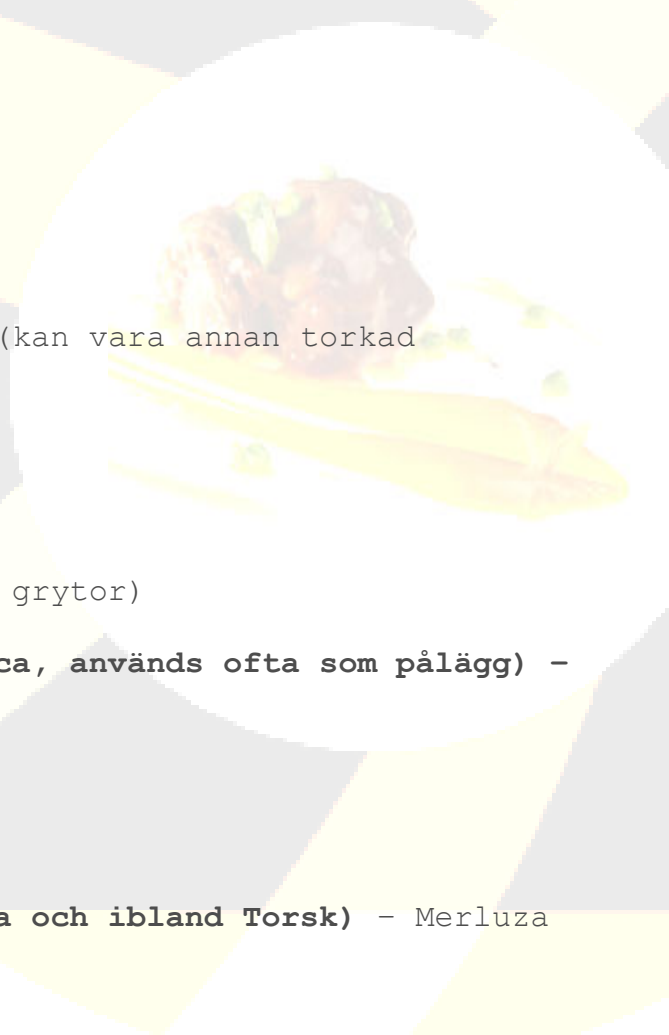 (kan vara annan torkad
grytor)
ca, används ofta som pålägg) –
a och ibland Torsk) – Merluza